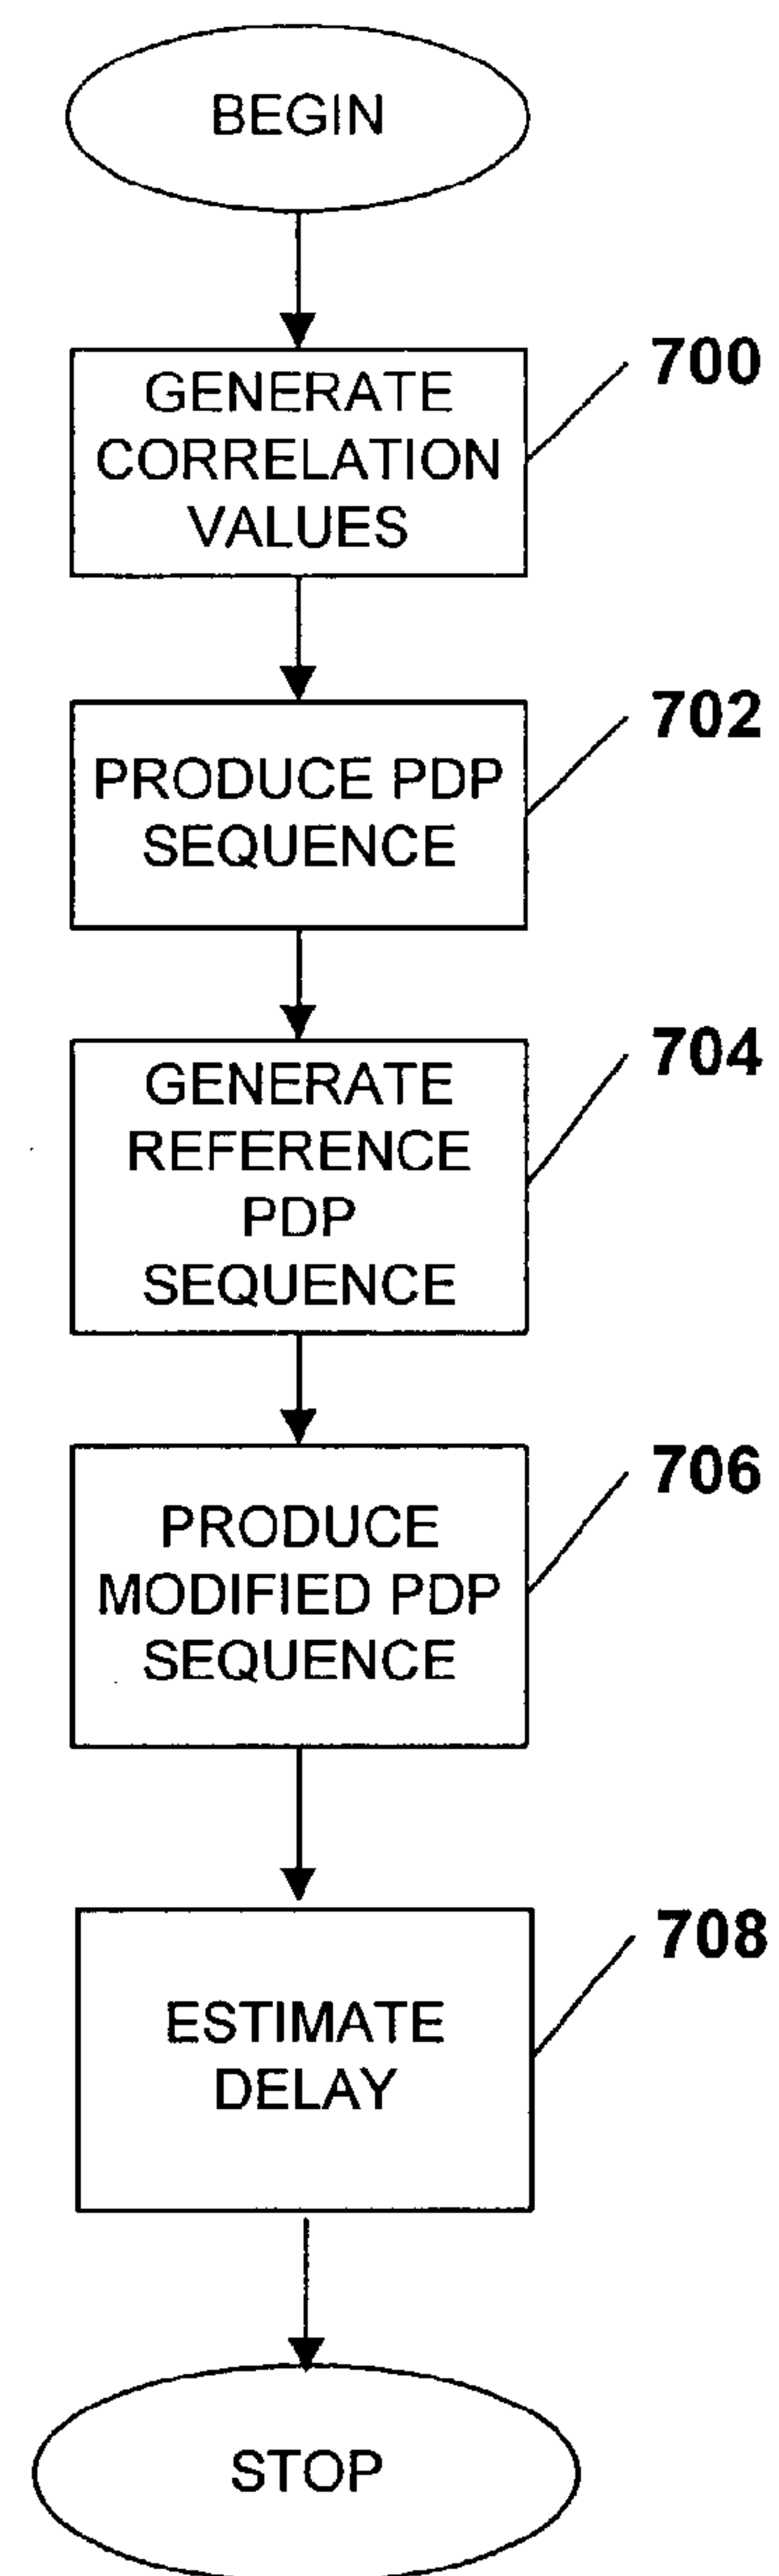 BEGIN
700
GENERATE
CORRELATION
VALUES
702
PRODUCE PDP
SEQUENCE
704
GENERATE
REFERENCE
PDP
SEQUENCE
706
PRODUCE
MODIFIED PDP
SEQUENCE
708
ESTIMATE
DELAY
STOP